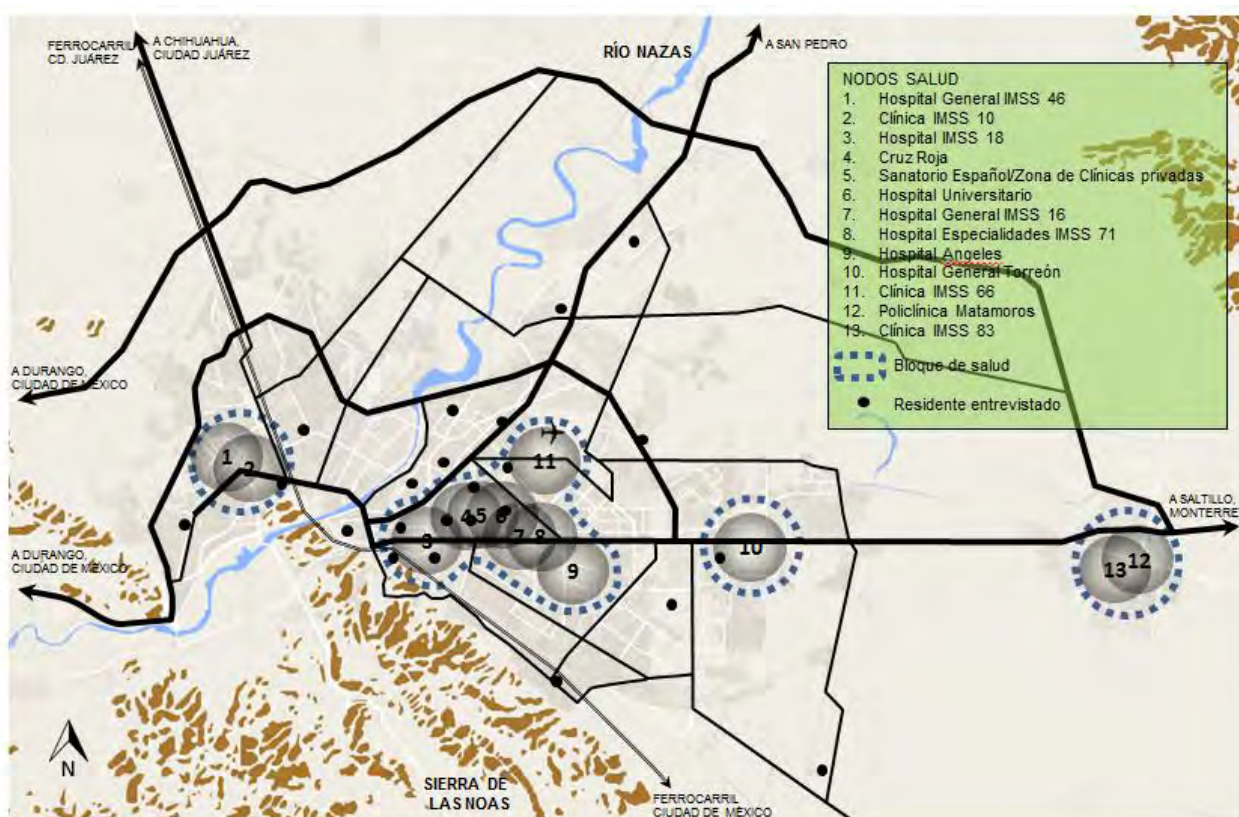 FERROCARRIL
CD. JUÁREZ
A CHIHUAHUA,
CIUDAD JUÁREZ
RÍO NAZAS
A SAN PEDRO
NODOS SALUD
1. Hospital General IMSS 46
2. Clínica IMSS 10
3. Hospital IMSS 18
4. Cruz Roja
5. Sanatorio Español/Zona de Clínicas privadas
6. Hospital Universitario
7. Hospital General IMSS 16
8. Hospital Especialidades IMSS 71
9. Hospital Angeles
10. Hospital General Torreón
11. Clínica IMSS 66
12. Policlínica Matamoros
13. Clínica IMSS 83
Bloque de salud
Residente entrevistado
A DURANGO,
CIUDAD DE MÉXICO
1
2
11
4
5
6
3
7
8
9
10
13
12
A SALTILLO,
MONTERRE
A DURANGO,
CIUDAD DE MÉXICO
N
SIERRA DE
LAS NOAS
FERROCARRIL
CIUDAD DE MÉXICO